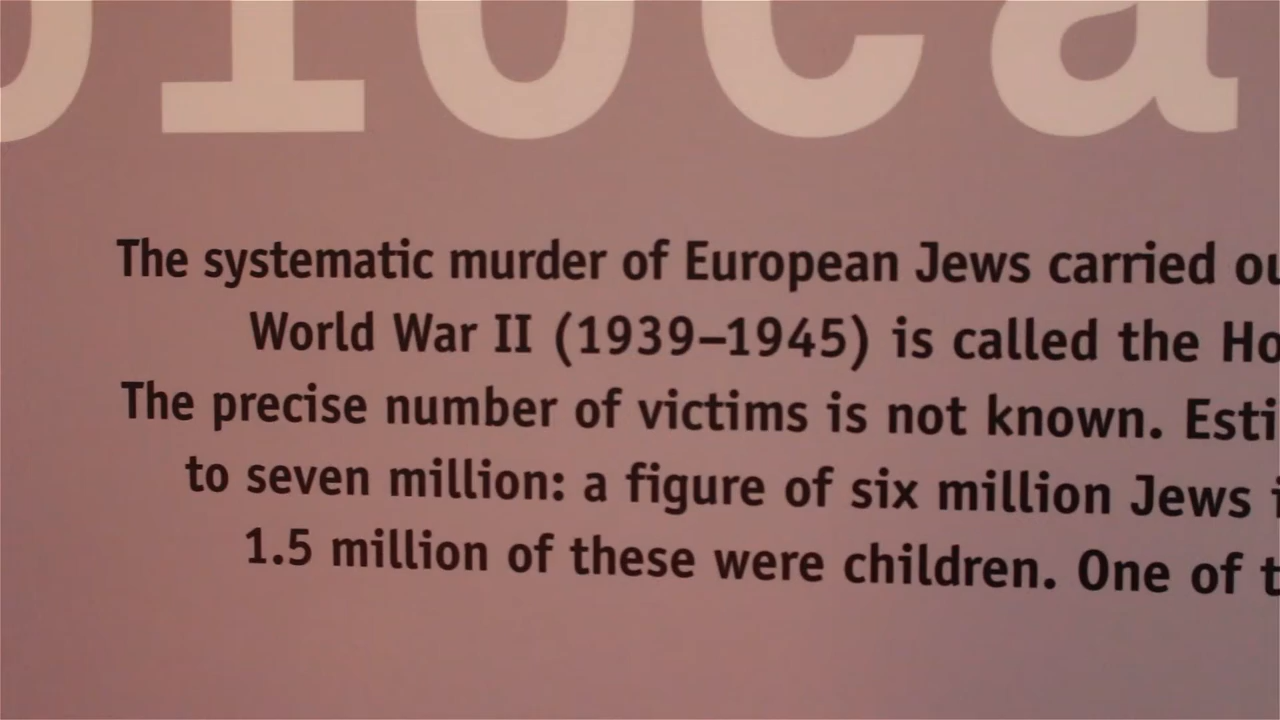 The systematic murder of European Jews carried
World War II (1939–1945) is called the
The precise number of victims is not known.
to seven million: a figure of six million Jews
1.5 million of these were children. One of